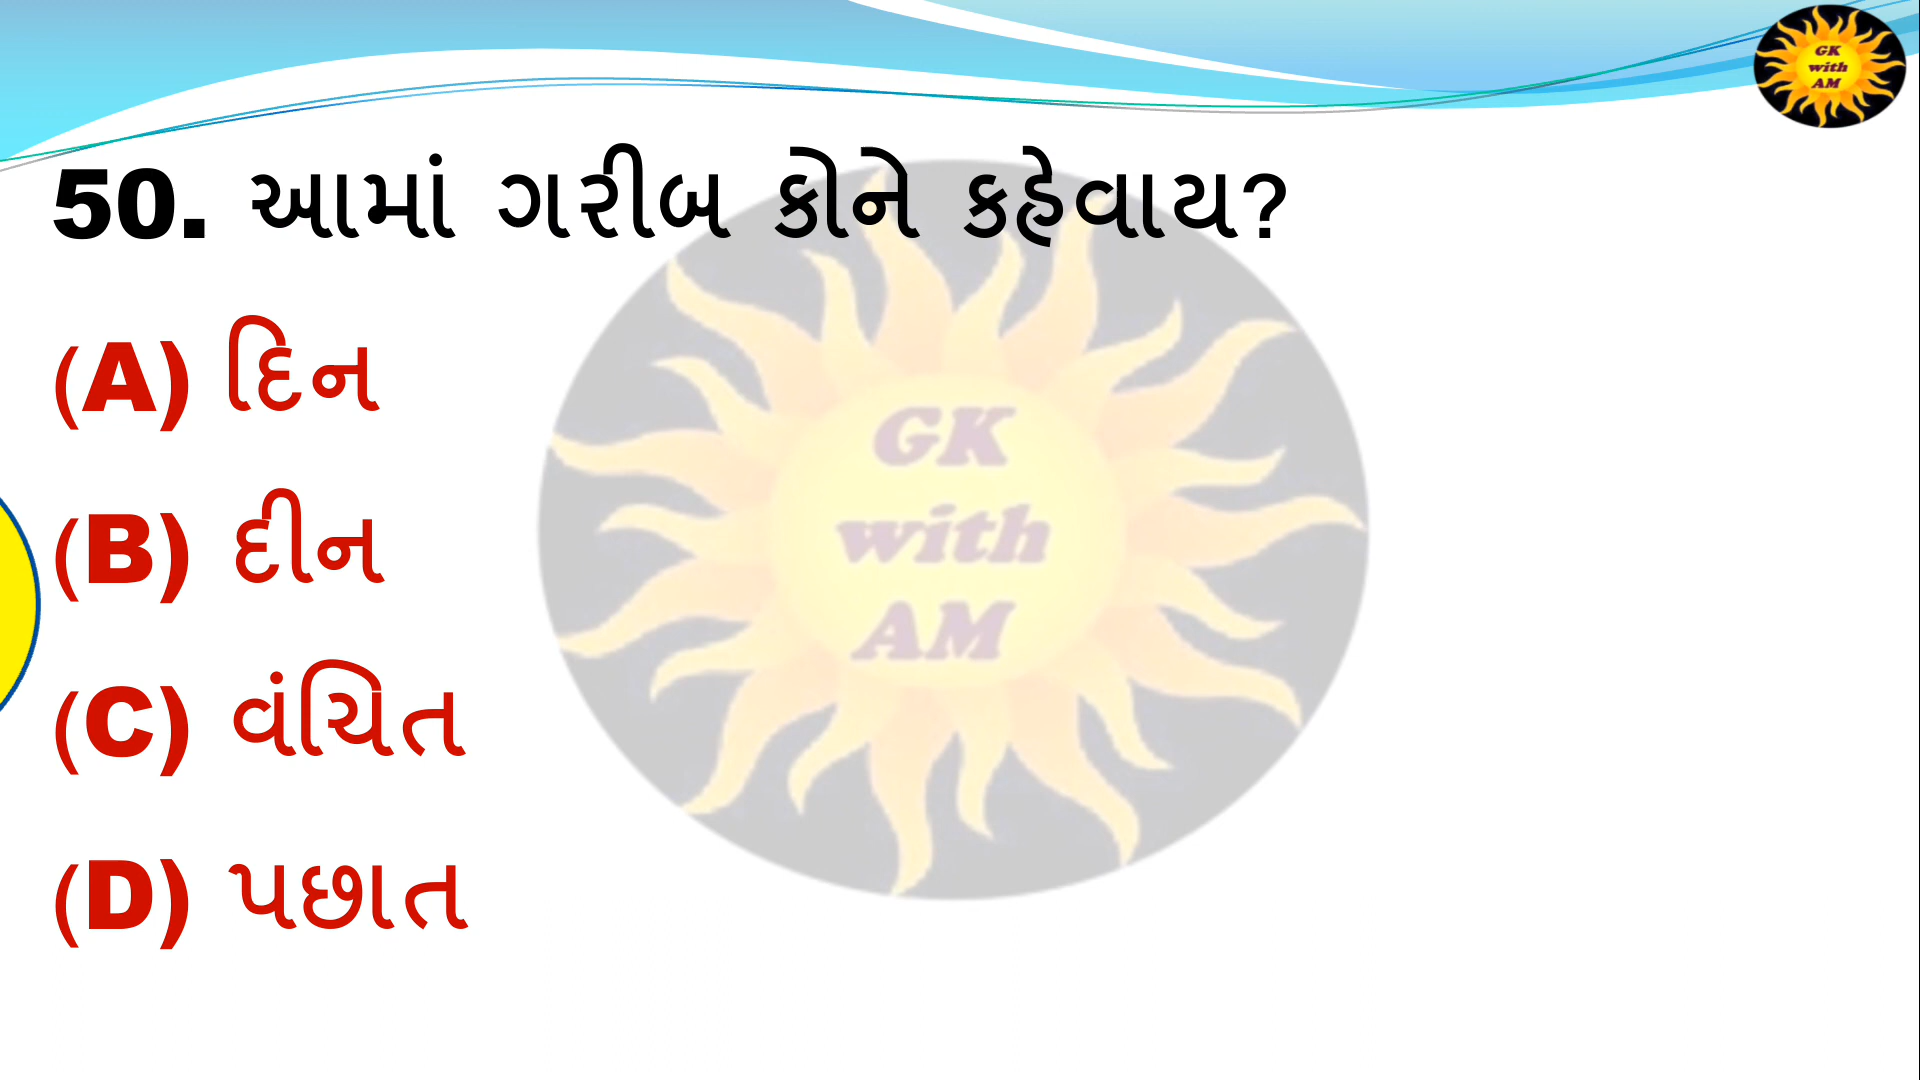 GK
with
AM
50. આમાં ગરીબ કોને કહેવાય?
(A) દિન
(B) દીન
(C) વંચિત
(D) પછાત
GK
with
AM